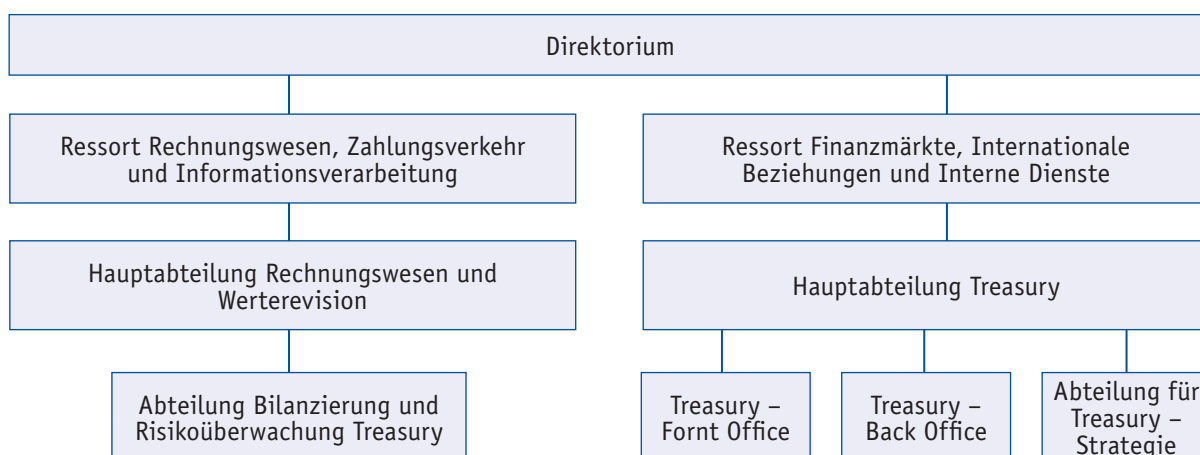 Direktorium
Ressort Rechnungswesen, Zahlungsverkehr
und Informationsverarbeitung
Ressort Finanzmärkte, Internationale
Beziehungen und Interne Dienste
Hauptabteilung Rechnungswesen und
Werterevision
Hauptabteilung Treasury
Abteilung Bilanzierung und
Risikoüberwachung Treasury
Treasury –
Fornt Office
Treasury –
Back Office
Abteilung für
Treasury –
Strategie